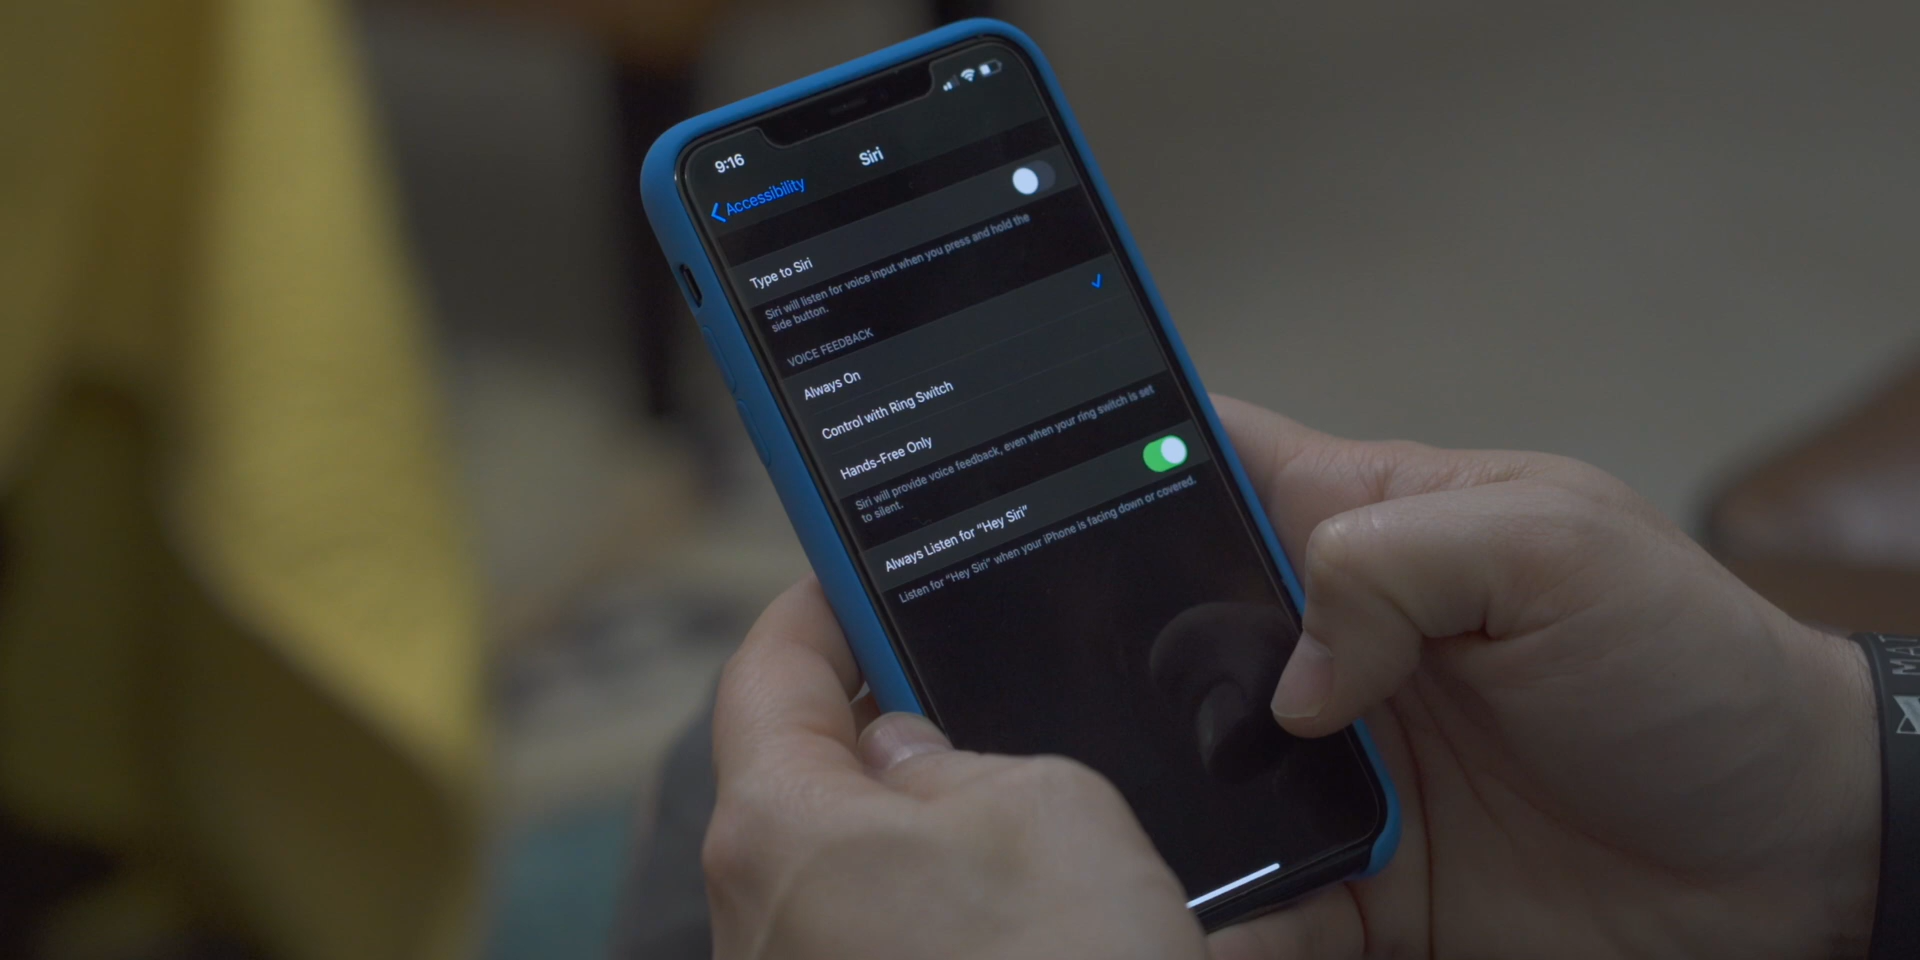 9:16
Siri
Accessibility
Type to Siri
Siri will listen for voice input when you press and hold the
side button.
VOICE FEEDBACK
Always On
Control with Ring Switch
Hands-Free Only
Siri will provide voice feedback, even when your ring switch is set
to silent.
Always Listen for “Hey Siri”
Listen for “Hey Siri” when your iPhone is facing down or covered.